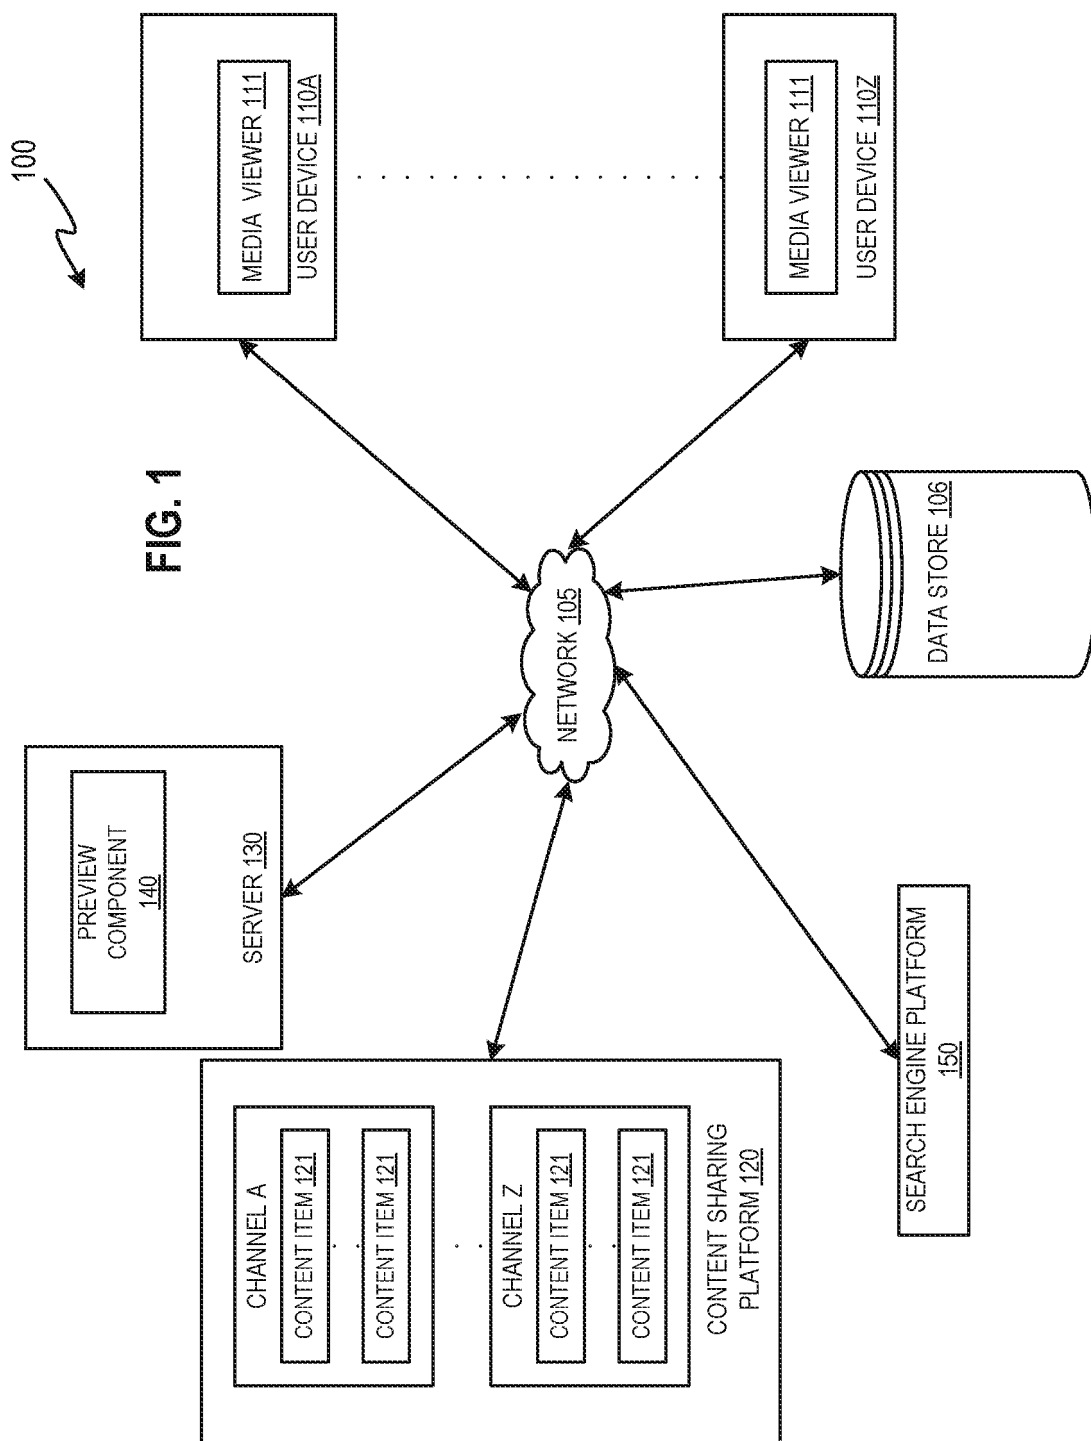 100
FIG. 1
CHANNEL A
CONTENT ITEM 121
CONTENT ITEM 121
CHANNEL Z
CONTENT ITEM 121
CONTENT ITEM 121
CONTENT SHARING
PLATFORM 120
PREVIEW
COMPONENT
140
SERVER 130
NETWORK 105
MEDIA VIEWER 111
USER DEVICE 110A
MEDIA VIEWER 111
USER DEVICE 110Z
SEARCH ENGINE PLATFORM
150
DATA STORE 106